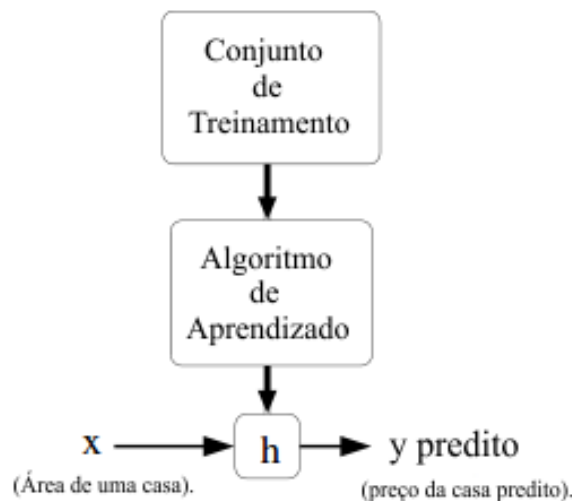 Conjunto
de
Treinamento
Algoritmo
de
Aprendizado
x
h
y predito
(Área de uma casa).
(preço da casa predito).